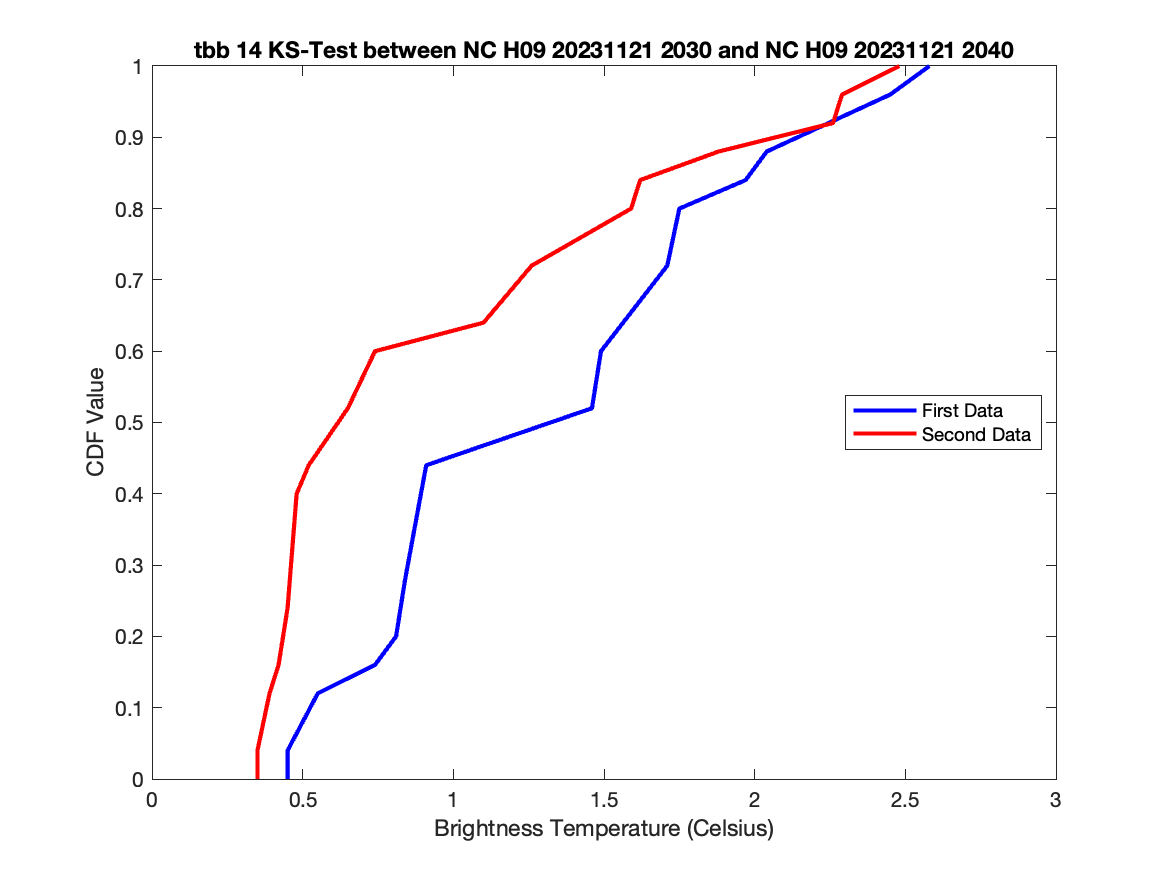 tbb 14 KS-Test between NC H09 20231121 2030 and NC H09 20231121 2040
1
0.9
0.8
0.7
0.6
0.5
0.4
0.3
0.2
0.1
0
CDF Value
First Data
Second Data
0 0.5 1 1.5 2 2.5 3
Brightness Temperature (Celsius)